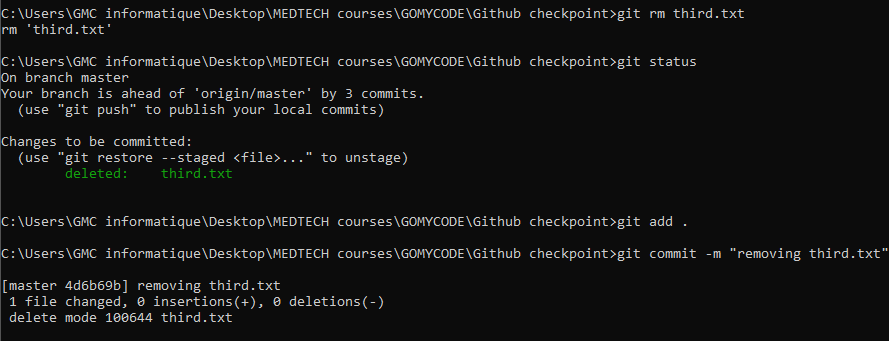 C:\Users\GMC informatique\Desktop\MEDTECH courses\GOMYCODE\Github checkpoint>git rm third.txt
rm 'third.txt'
C:\Users\GMC informatique\Desktop\MEDTECH courses\GOMYCODE\Github checkpoint>git status
On branch master
Your branch is ahead of 'origin/master' by 3 commits.
  (use "git push" to publish your local commits)
Changes to be committed:
  (use "git restore --staged <file>..." to unstage)
        deleted:    third.txt
C:\Users\GMC informatique\Desktop\MEDTECH courses\GOMYCODE\Github checkpoint>git add .
C:\Users\GMC informatique\Desktop\MEDTECH courses\GOMYCODE\Github checkpoint>git commit -m "removing third.txt"
[master 4d6b69b] removing third.txt
 1 file changed, 0 insertions(+), 0 deletions(-)
 delete mode 100644 third.txt